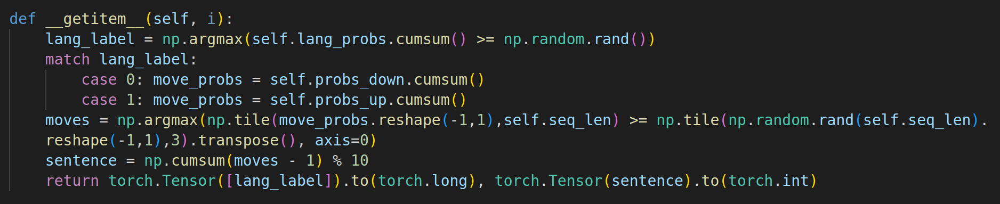 def __getitem__(self, i):
    lang_label = np.argmax(self.lang_probs.cumsum() >= np.random.rand())
    match lang_label:
        case 0: move_probs = self.probs_down.cumsum()
        case 1: move_probs = self.probs_up.cumsum()
    moves = np.argmax(np.tile(move_probs.reshape(-1,1),self.seq_len) >= np.tile(np.random.rand(self.seq_len).
    reshape(-1,1),3).transpose(), axis=0)
    sentence = np.cumsum(moves - 1) % 10
    return torch.Tensor([lang_label]).to(torch.long), torch.Tensor(sentence).to(torch.int)